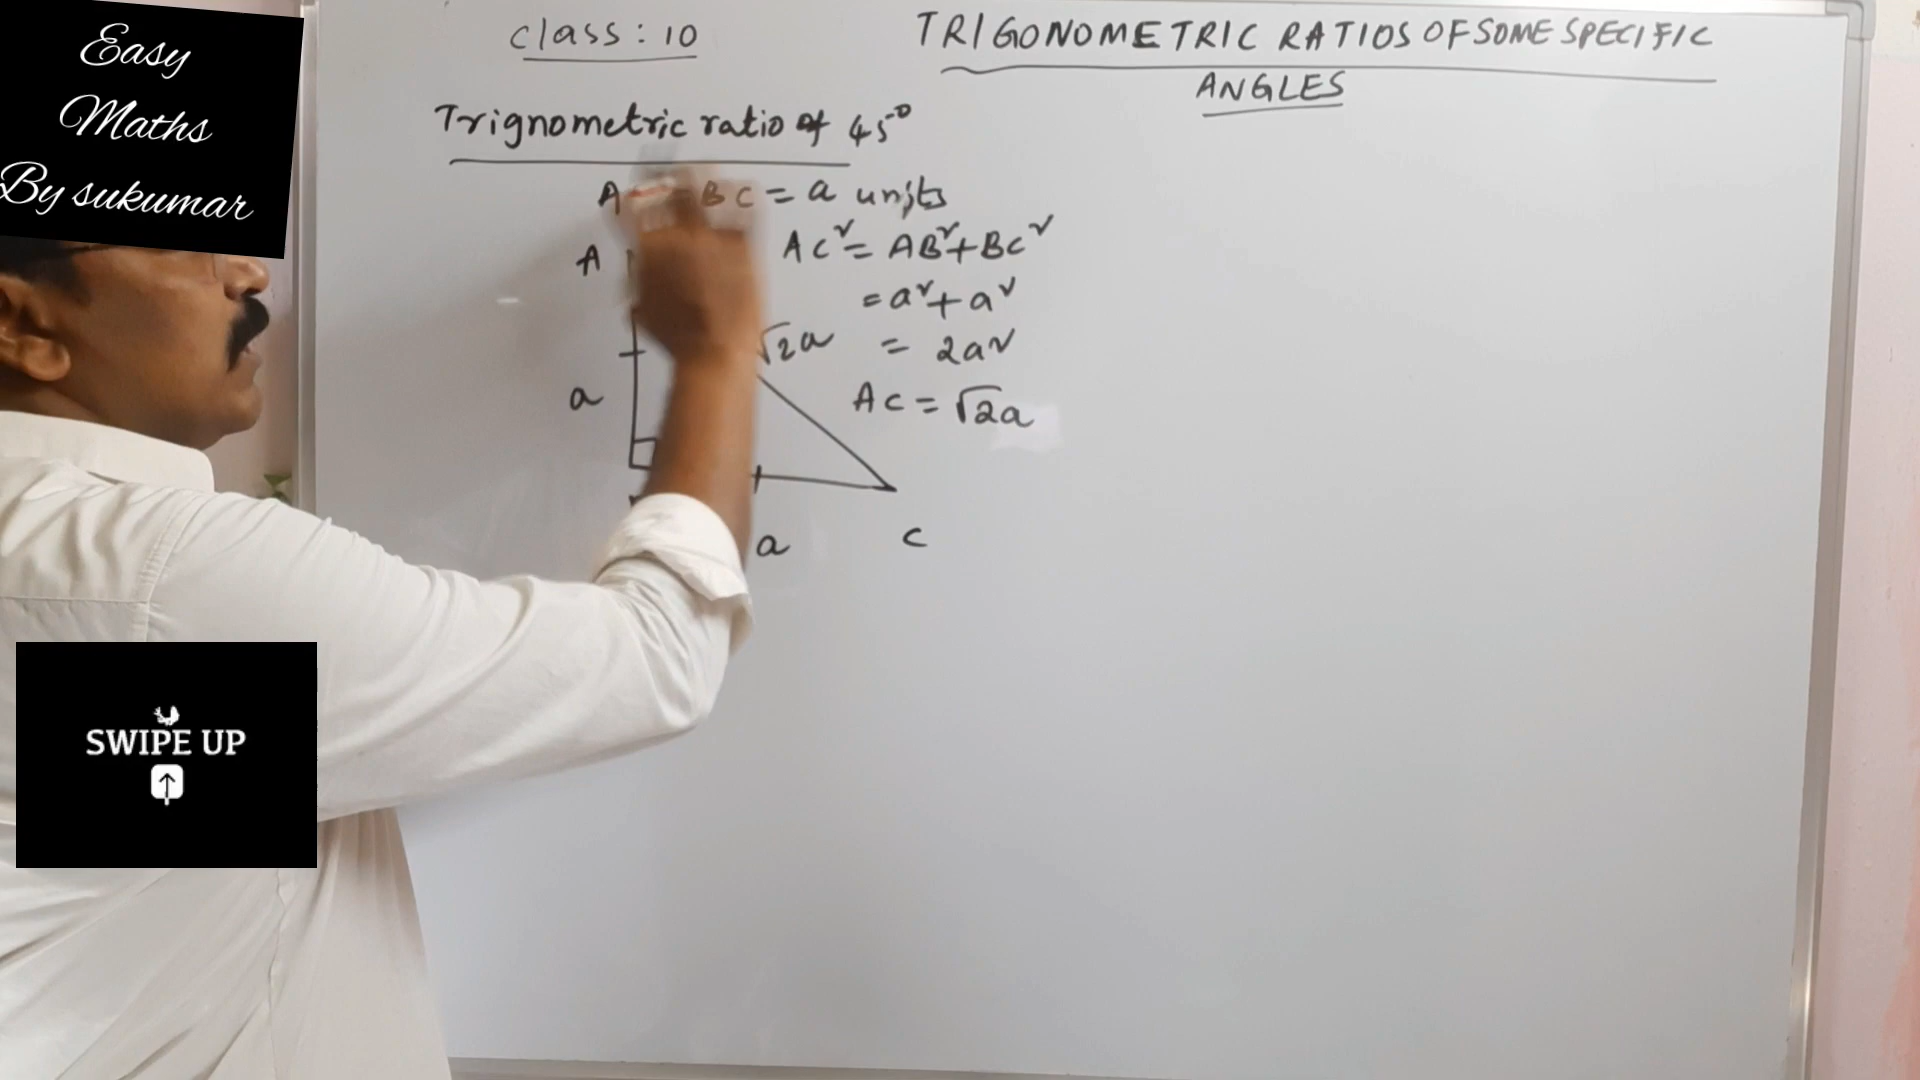 Easy
Maths
By sukumar
class : 10
TRIGONOMETRIC RATIOS OF SOME SPECIFIC
ANGLES
Trignometric ratio of 45°
BC = a units
A
AC² = AB² + BC²
= a² + a²
√2a
= 2a²
a
AC = √2a
a
C
SWIPE UP